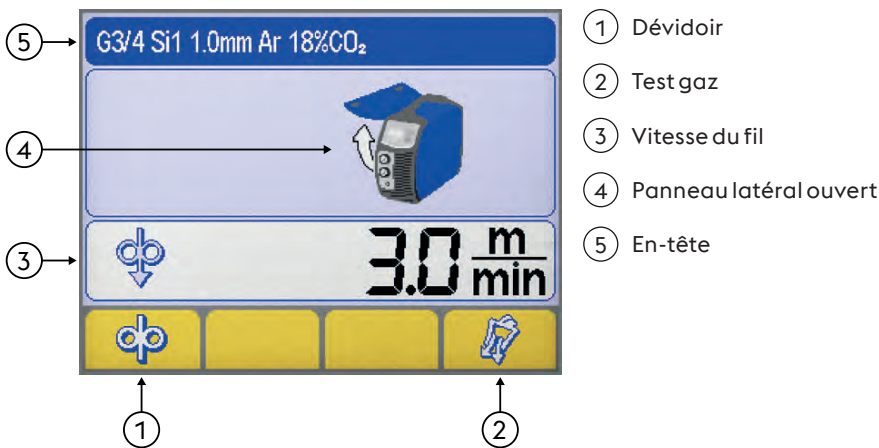 5 G3/4 Si1 1.0mm Ar 18%CO₂
4
3 3.0 m/min
1 2
1 Dévidoir
2 Test gaz
3 Vitesse du fil
4 Panneau latéral ouvert
5 En-tête